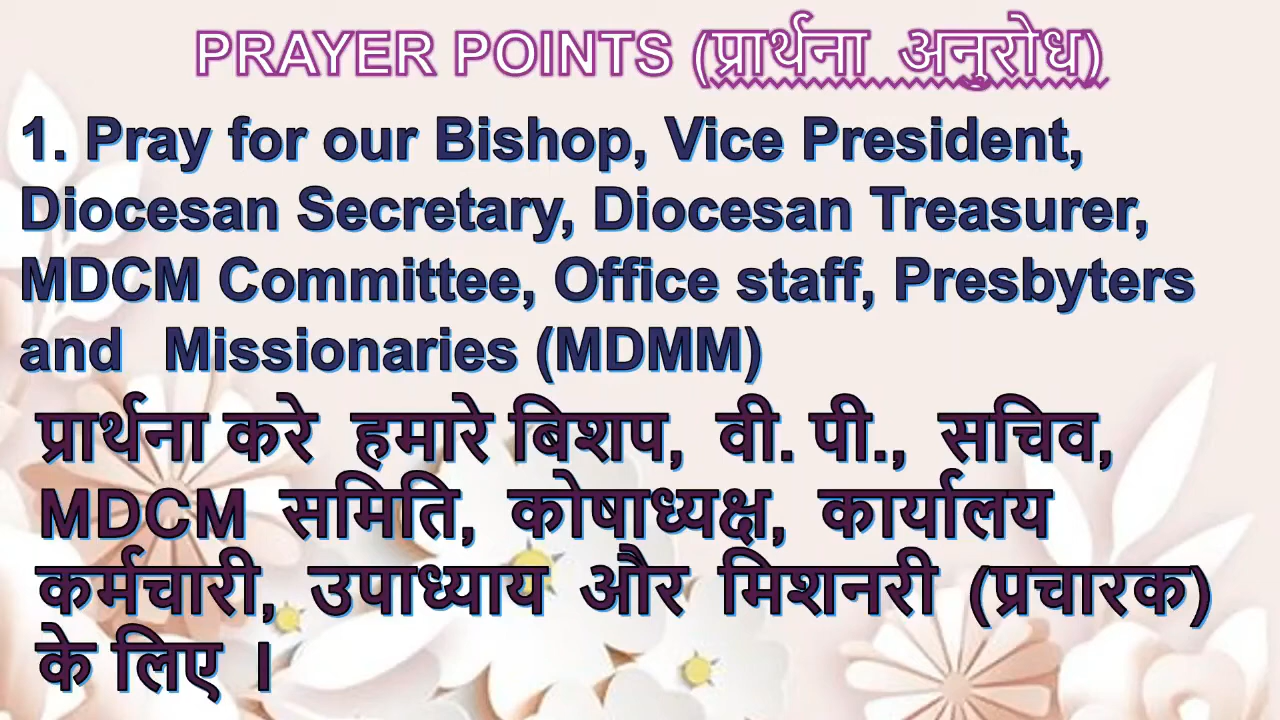 PRAYER POINTS (प्रार्थना अनुरोध)
1. Pray for our Bishop, Vice President,
Diocesan Secretary, Diocesan Treasurer,
MDCM Committee, Office staff, Presbyters
and Missionaries (MDMM)
प्रार्थना करे हमारे बिशप, वी. पी., सचिव,
MDCM समिति, कोषाध्यक्ष, कार्यालय
कर्मचारी, उपाध्याय और मिशनरी (प्रचारक)
के लिए ।